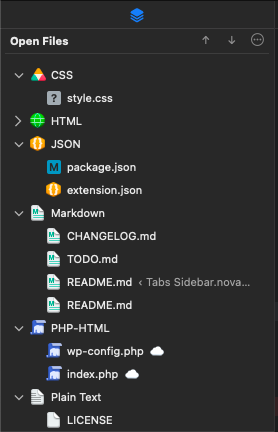 Open Files
CSS
style.css
HTML
JSON
package.json
extension.json
Markdown
CHANGELOG.md
TODO.md
README.md ‹ Tabs Sidebar.nova...
README.md
PHP-HTML
wp-config.php
index.php
Plain Text
LICENSE